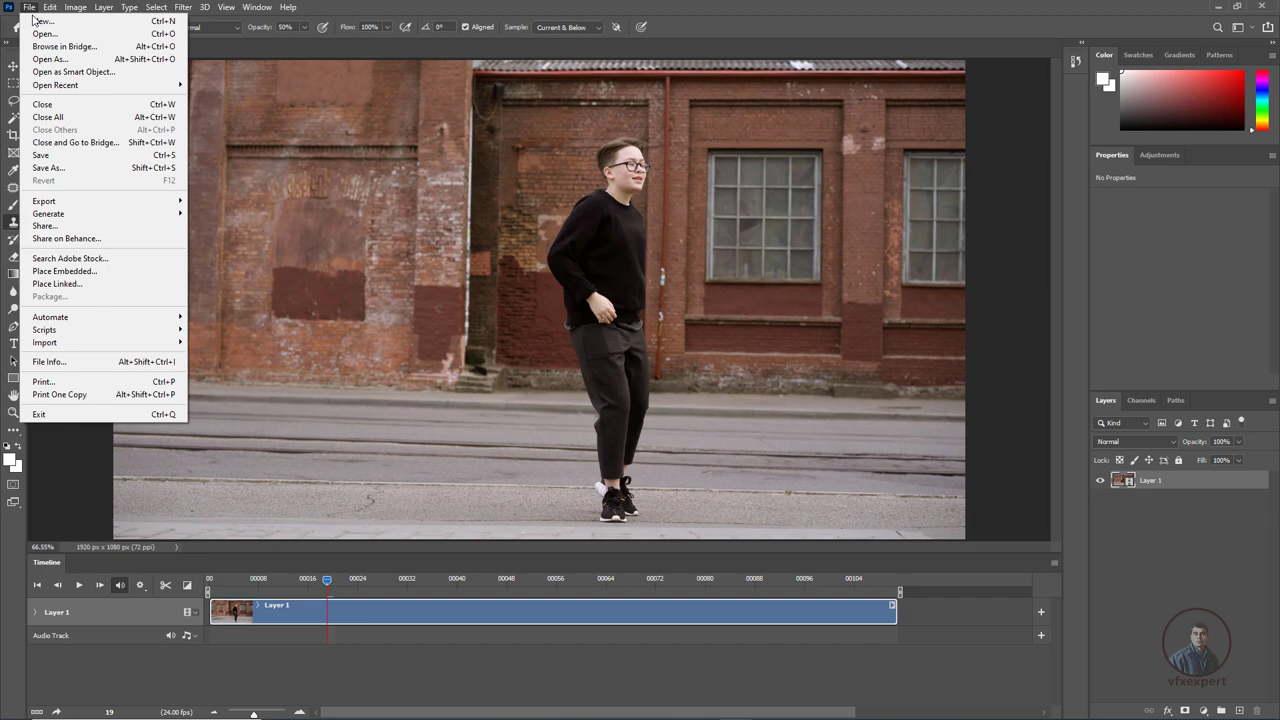 Ps File Edit Image Layer Type Select Filter 3D View Window Help
Opacity: 50% Flow: 100% 0° Sample: Current & Below
Open... Ctrl+O
Browse in Bridge... Alt+Ctrl+O
Open As... Alt+Shift+Ctrl+O
Open as Smart Object...
Open Recent
Close Ctrl+W
Close All Alt+Ctrl+W
Close Others Alt+Ctrl+P
Close and Go to Bridge... Shift+Ctrl+W
Save Ctrl+S
Save As... Shift+Ctrl+S
Revert F12
Export
Generate
Share...
Share on Behance...
Search Adobe Stock...
Place Embedded...
Place Linked...
Package...
Automate
Scripts
Import
File Info... Alt+Shift+Ctrl+I
Print... Ctrl+P
Print One Copy Alt+Shift+Ctrl+P
Exit Ctrl+Q
Color Swatches Gradients Patterns
Properties Adjustments
No Properties
Layers Channels Paths
Kind
Normal Opacity: 100%
Lock: Fill: 100%
Layer 1
66.55% 1920 px x 1080 px (72 ppi)
Timeline
00 00008 00016 00024 00032 00040 00048 00056 00064 00072 00080 00088 00096 00104
Layer 1 Layer 1
Audio Track
19 (24.00 fps)
vfxexpert